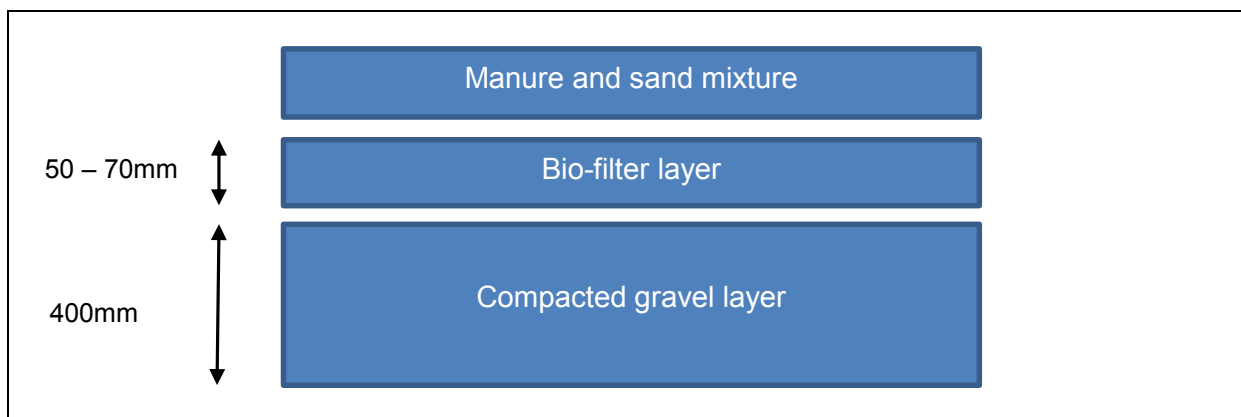 Manure and sand mixture
50 – 70mm
Bio-filter layer
400mm
Compacted gravel layer